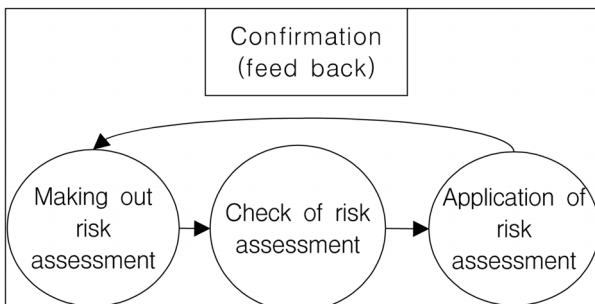 Confirmation
(feed back)
Making out
risk
assessment
Check of risk
assessment
Application of
risk
assessment